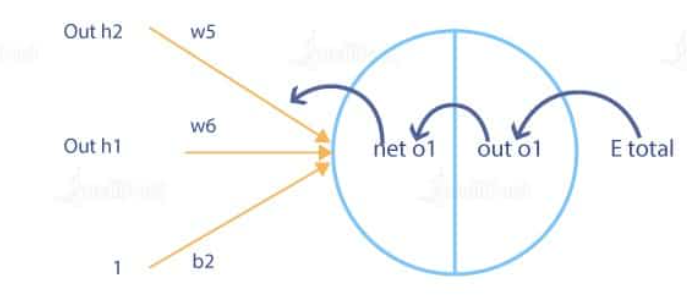 Out h2
w5
w6
Out h1
net o1
out o1
E total
1
b2